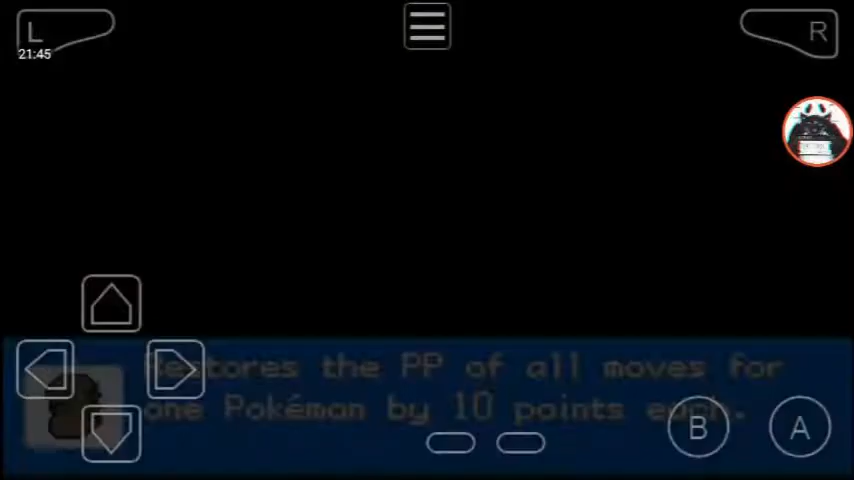 L
R
21:45
Restores the PP of all moves for
one Pokémon by 10 points each.
B
A